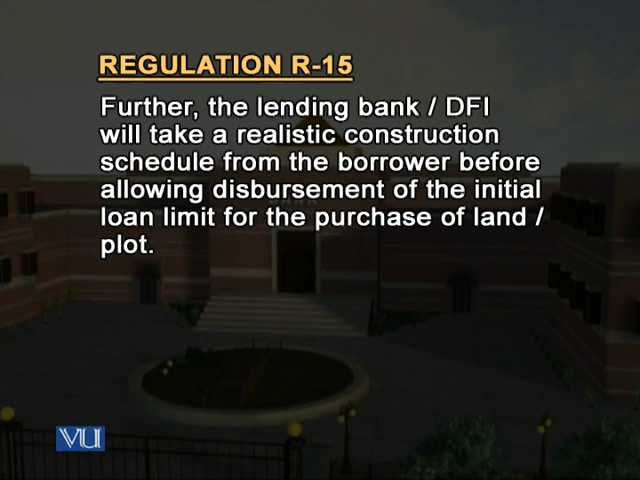 REGULATION R-15
Further, the lending bank / DFI
will take a realistic construction
schedule from the borrower before
allowing disbursement of the initial
loan limit for the purchase of land /
plot.
VU